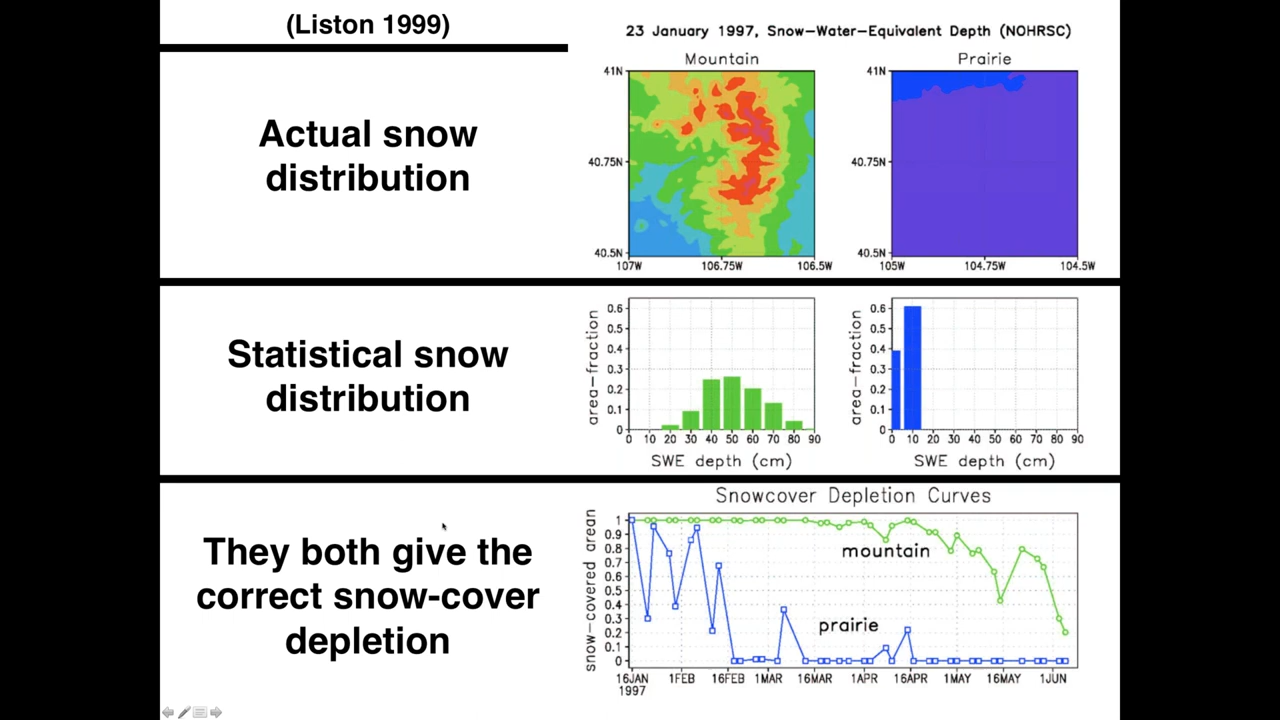 (Liston 1999)
23 January 1997, Snow-Water-Equivalent Depth (NOHRSC)
Mountain
Prairie
Actual snow
distribution
41N
40.75N
40.5N
107W 106.75W 106.5W
41N
40.75N
40.5N
105W 104.75W 104.5W
Statistical snow
distribution
area-fraction
0.6
0.5
0.4
0.3
0.2
0.1
0
0 10 20 30 40 50 60 70 80 90
SWE depth (cm)
area-fraction
0.6
0.5
0.4
0.3
0.2
0.1
0
0 10 20 30 40 50 60 70 80 90
SWE depth (cm)
They both give the
correct snow-cover
depletion
Snowcover Depletion Curves
snow-covered arean
1
0.9
0.8
0.7
0.6
0.5
0.4
0.3
0.2
0.1
0
mountain
prairie
16JAN 1FEB 16FEB 1MAR 16MAR 1APR 16APR 1MAY 16MAY 1JUN
1997